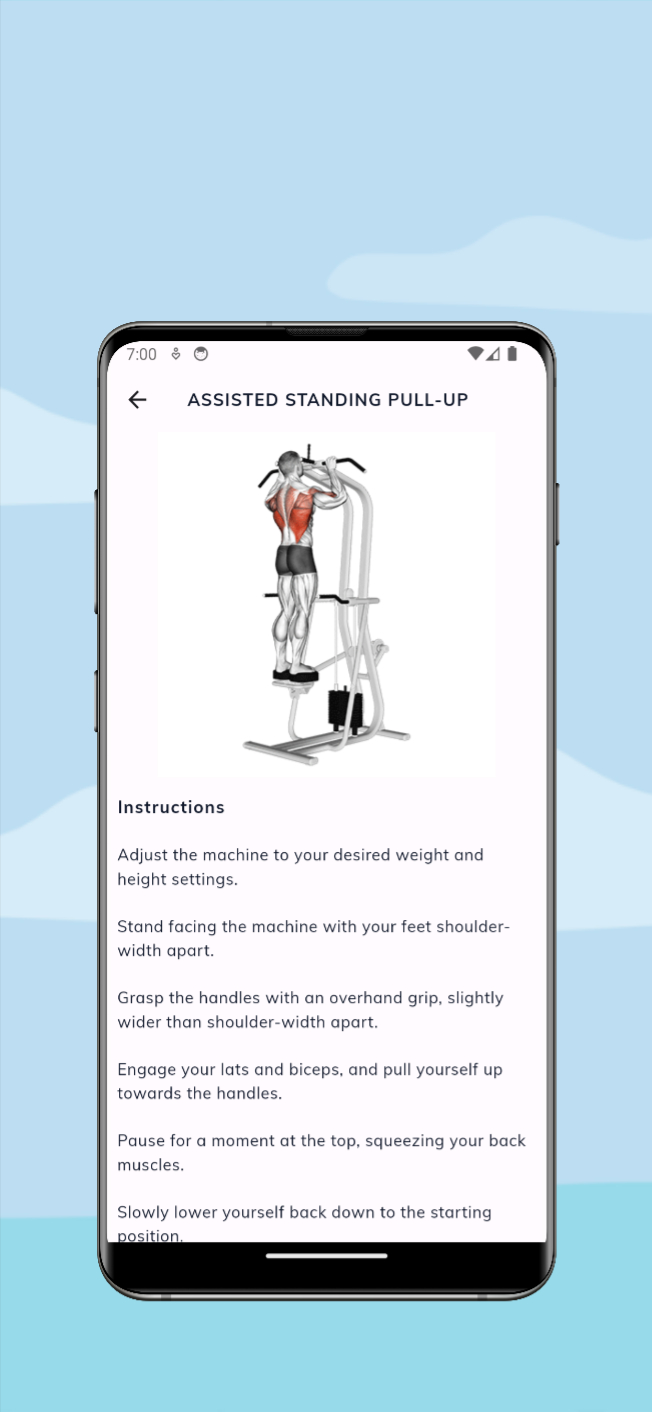 7:00
ASSISTED STANDING PULL-UP
Instructions
Adjust the machine to your desired weight and
height settings.
Stand facing the machine with your feet shoulder-
width apart.
Grasp the handles with an overhand grip, slightly
wider than shoulder-width apart.
Engage your lats and biceps, and pull yourself up
towards the handles.
Pause for a moment at the top, squeezing your back
muscles.
Slowly lower yourself back down to the starting
position.